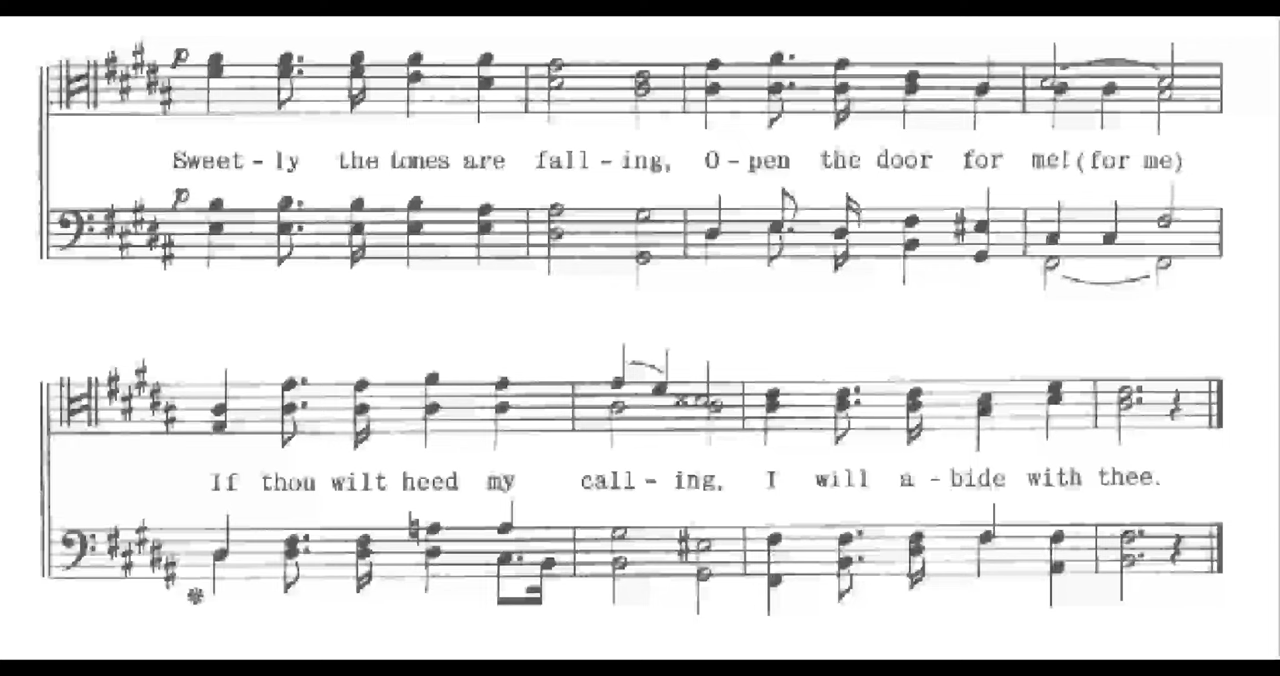 p
Sweet - ly the tones are fall - ing, O - pen the door for me! (for me)
p
If thou wilt heed my call - ing, I will a - bide with thee.
*